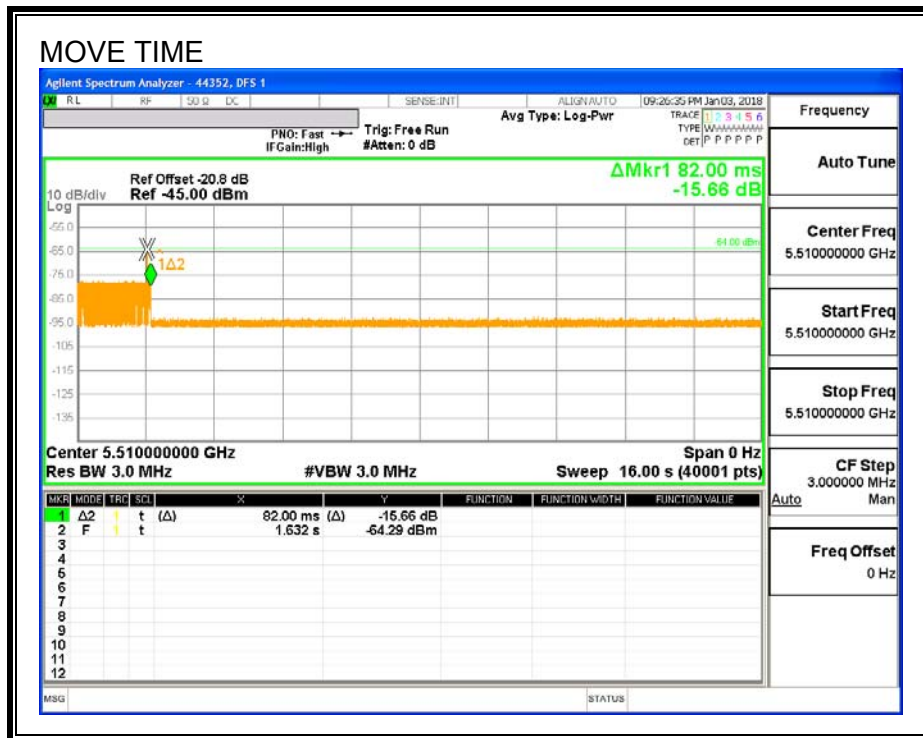 MOVE TIME
Agilent Spectrum Analyzer - 44352, DFS 1
RL RF 50 Ω DC SENSE:INT ALIGN AUTO 09:26:35 PM Jan 03, 2018
PNO: Fast
IFGain:High
Trig: Free Run
#Atten: 0 dB
Avg Type: Log-Pwr
TRACE 1 2 3 4 5 6
TYPE WWWWWW
DET P P P P P P
Frequency
Auto Tune
Center Freq
5.510000000 GHz
Start Freq
5.510000000 GHz
Stop Freq
5.510000000 GHz
CF Step
3.000000 MHz
Auto Man
Freq Offset
0 Hz
ΔMkr1 82.00 ms
-15.66 dB
Ref Offset -20.8 dB
10 dB/div Ref -45.00 dBm
Log
-55.0
-65.0
-75.0
-85.0
-95.0
-105
-115
-125
-135
-64.00 dBm
1Δ2
Center 5.510000000 GHz Span 0 Hz
Res BW 3.0 MHz #VBW 3.0 MHz Sweep 16.00 s (40001 pts)
MKR MODE TRC SCL X Y FUNCTION FUNCTION WIDTH FUNCTION VALUE
1 Δ2 1 t (Δ) 82.00 ms (Δ) -15.66 dB
2 F 1 t 1.632 s -64.29 dBm
3
4
5
6
7
8
9
10
11
12
MSG STATUS